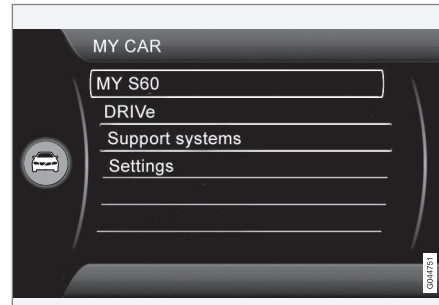 MY CAR
MY S60
DRIVe
Support systems
Settings
G044751